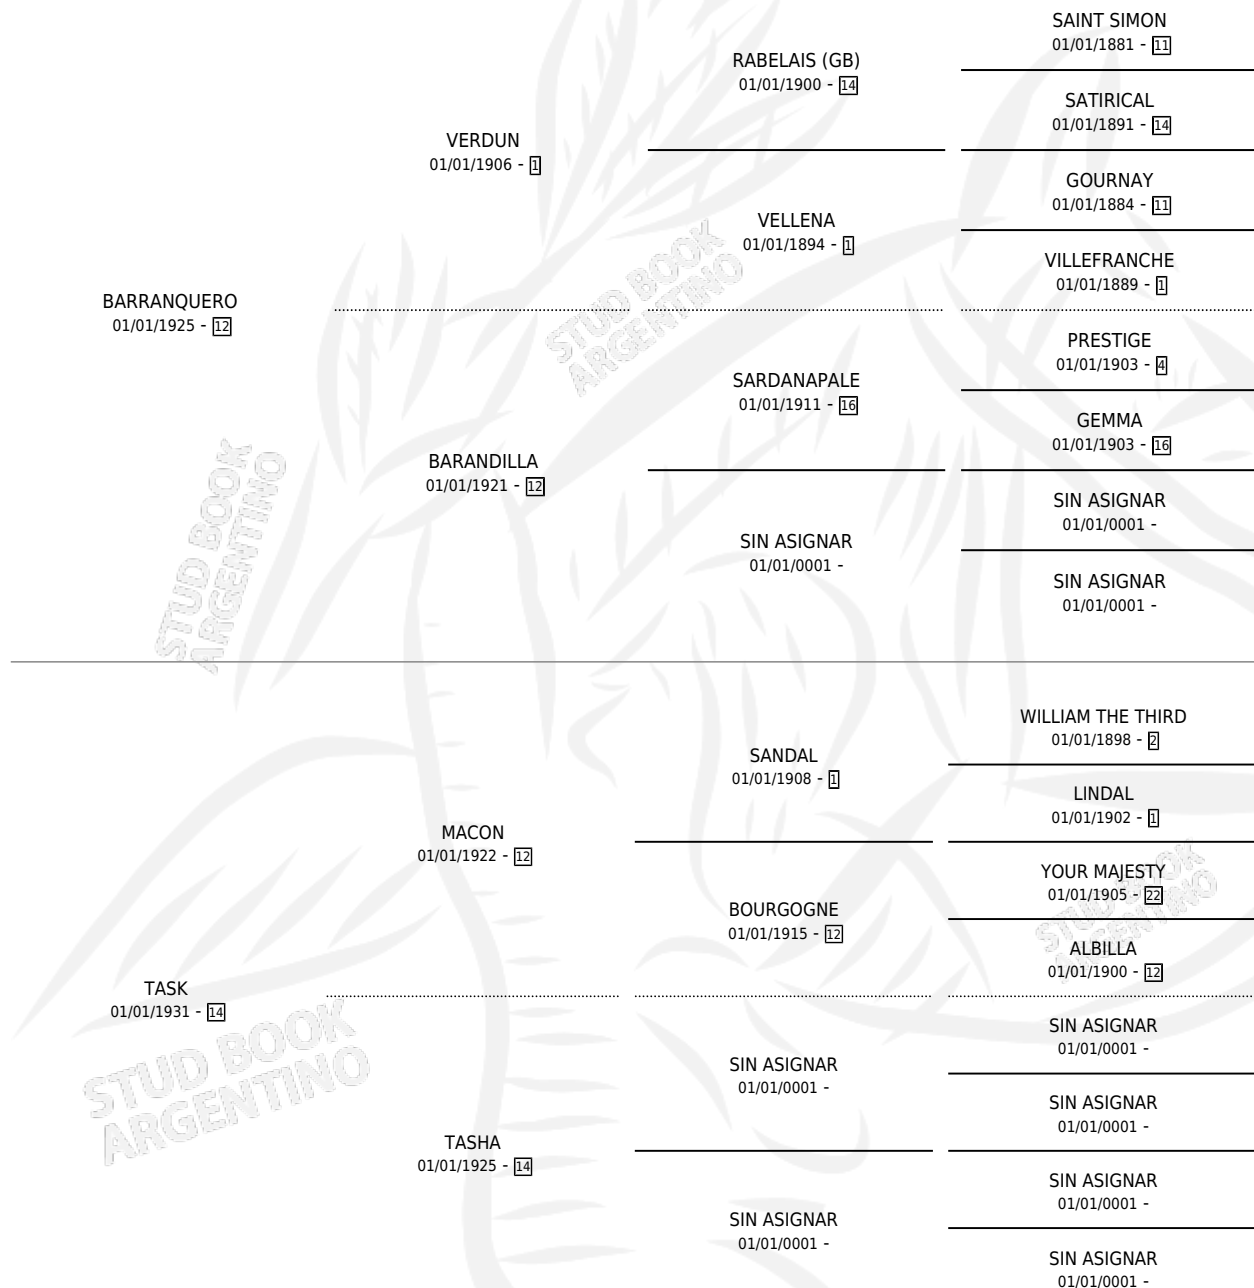 SAINT SIMON
01/01/1881 - 11
RABELAIS (GB)
01/01/1900 - 14
SATIRICAL
01/01/1891 - 14
VERDUN
01/01/1906 - 1
GOURNAY
01/01/1884 - 11
VELLENA
01/01/1894 - 1
VILLEFRANCHE
01/01/1889 - 1
BARRANQUERO
01/01/1925 - 12
PRESTIGE
01/01/1903 - 4
SARDANAPALE
01/01/1911 - 16
GEMMA
01/01/1903 - 16
BARANDILLA
01/01/1921 - 12
SIN ASIGNAR
01/01/0001 -
SIN ASIGNAR
01/01/0001 -
SIN ASIGNAR
01/01/0001 -
WILLIAM THE THIRD
01/01/1898 - 2
SANDAL
01/01/1908 - 1
LINDAL
01/01/1902 - 1
MACON
01/01/1922 - 12
YOUR MAJESTY
01/01/1905 - 22
BOURGOGNE
01/01/1915 - 12
ALBILLA
01/01/1900 - 12
TASK
01/01/1931 - 14
SIN ASIGNAR
01/01/0001 -
SIN ASIGNAR
01/01/0001 -
SIN ASIGNAR
01/01/0001 -
TASHA
01/01/1925 - 14
SIN ASIGNAR
01/01/0001 -
SIN ASIGNAR
01/01/0001 -
SIN ASIGNAR
01/01/0001 -
STUD BOOK
ARGENTINO
STUD BOOK
ARGENTINO
STUD BOOK
ARGENTINO
STUD BOOK
ARGENTINO